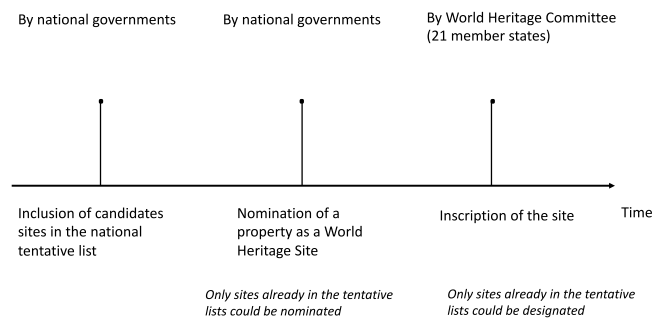 By national governments
By national governments
By World Heritage Committee
(21 member states)
Inclusion of candidates
sites in the national
tentative list
Nomination of a
property as a World
Heritage Site
Inscription of the site
Time
Only sites already in the tentative
lists could be nominated
Only sites already in the tentative
lists could be designated